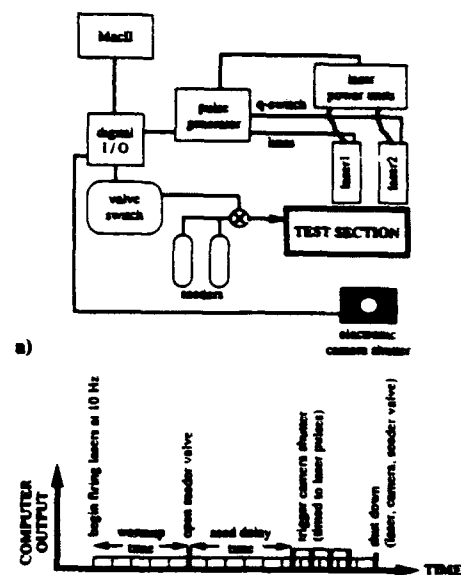 MacII
digital
I/O
pulse
generator
q-switch
lamps
laser
power units
laser1
laser2
valve
switch
TEST SECTION
seeders
electronic
camera shutter
a)
COMPUTER
OUTPUT
begin firing lasers at 10 Hz
warmup
time
open seeder valve
seed delay
time
trigger camera shutter
(timed to laser pulses)
shut down
(laser, camera, seeder valve)
TIME